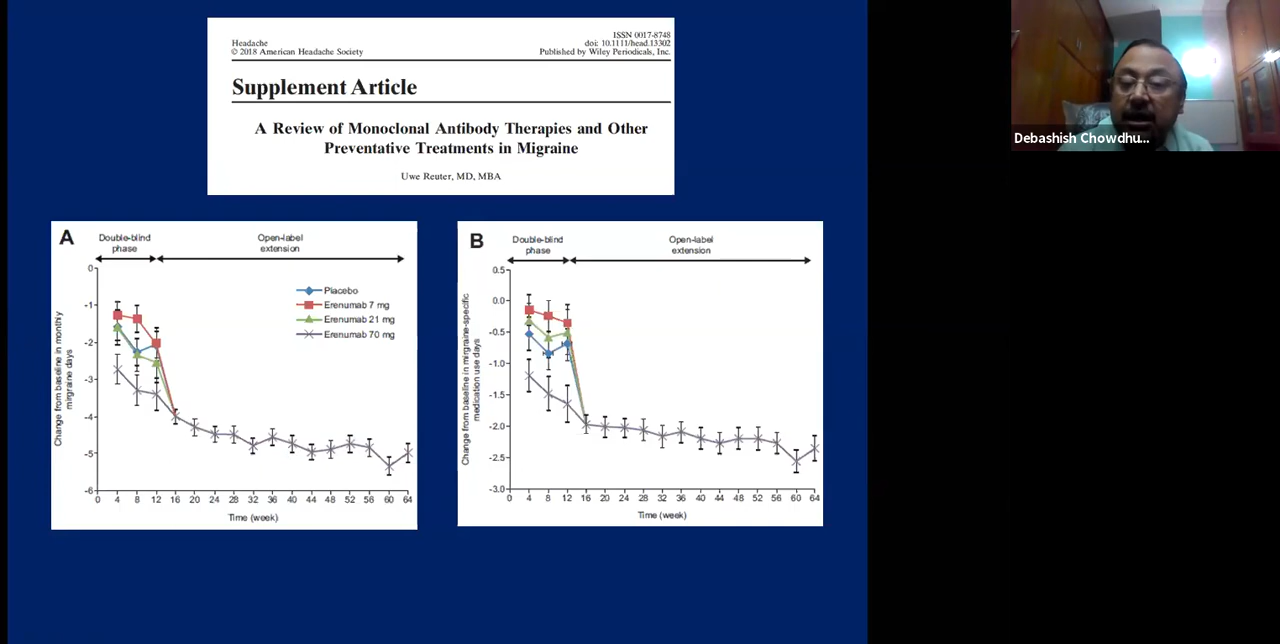 Headache
© 2018 American Headache Society
ISSN 0017-8748
doi: 10.1111/head.13302
Published by Wiley Periodicals, Inc.
Supplement Article
A Review of Monoclonal Antibody Therapies and Other
Preventative Treatments in Migraine
Uwe Reuter, MD, MBA
Debashish Chowdhu...
A
Double-blind
phase
Open-label
extension
Placebo
Erenumab 7 mg
Erenumab 21 mg
Erenumab 70 mg
Change from baseline in monthly
migraine days
0
-1
-2
-3
-4
-5
-6
0 4 8 12 16 20 24 28 32 36 40 44 48 52 56 60 64
Time (week)
B
Double-blind
phase
Open-label
extension
Change from baseline in migraine-specific
medication use days
0.5
0.0
-0.5
-1.0
-1.5
-2.0
-2.5
-3.0
0 4 8 12 16 20 24 28 32 36 40 44 48 52 56 60 64
Time (week)